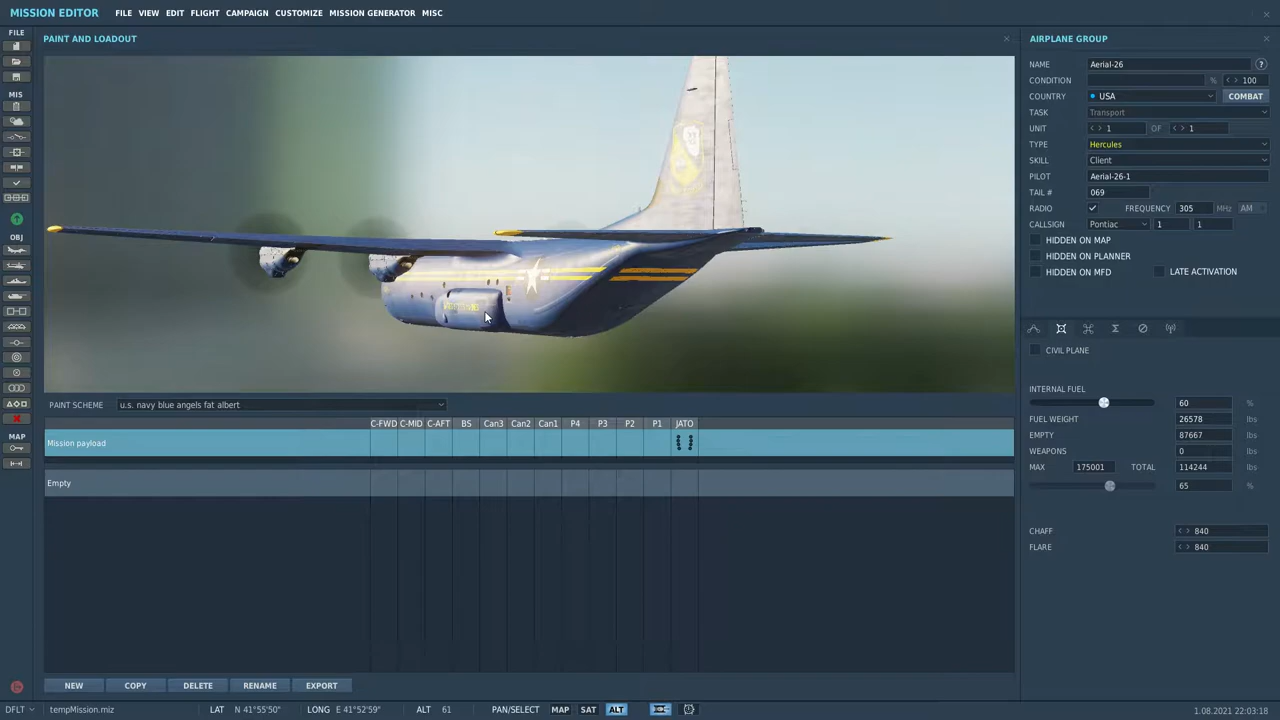 MISSION EDITOR FILE VIEW EDIT FLIGHT CAMPAIGN CUSTOMIZE MISSION GENERATOR MISC
FILE
MIS
OBJ
MAP
PAINT AND LOADOUT
PAINT SCHEME u.s. navy blue angels fat albert
C-FWD C-MID C-AFT BS Can3 Can2 Can1 P4 P3 P2 P1 JATO
Mission payload
Empty
NEW COPY DELETE RENAME EXPORT
AIRPLANE GROUP
NAME Aerial-26 ?
CONDITION % < > 100
COUNTRY USA COMBAT
TASK Transport
UNIT < > 1 OF < > 1
TYPE Hercules
SKILL Client
PILOT Aerial-26-1
TAIL # 069
RADIO FREQUENCY 305 MHz AM
CALLSIGN Pontiac 1 1
HIDDEN ON MAP
HIDDEN ON PLANNER
HIDDEN ON MFD LATE ACTIVATION
CIVIL PLANE
INTERNAL FUEL
60 %
FUEL WEIGHT 26578 lbs
EMPTY 87667 lbs
WEAPONS 0 lbs
MAX 175001 TOTAL 114244 lbs
65 %
CHAFF < > 840
FLARE < > 840
DFLT tempMission.miz LAT N 41°55'50" LONG E 41°52'59" ALT 61 PAN/SELECT MAP SAT ALT 1.08.2021 22:03:18